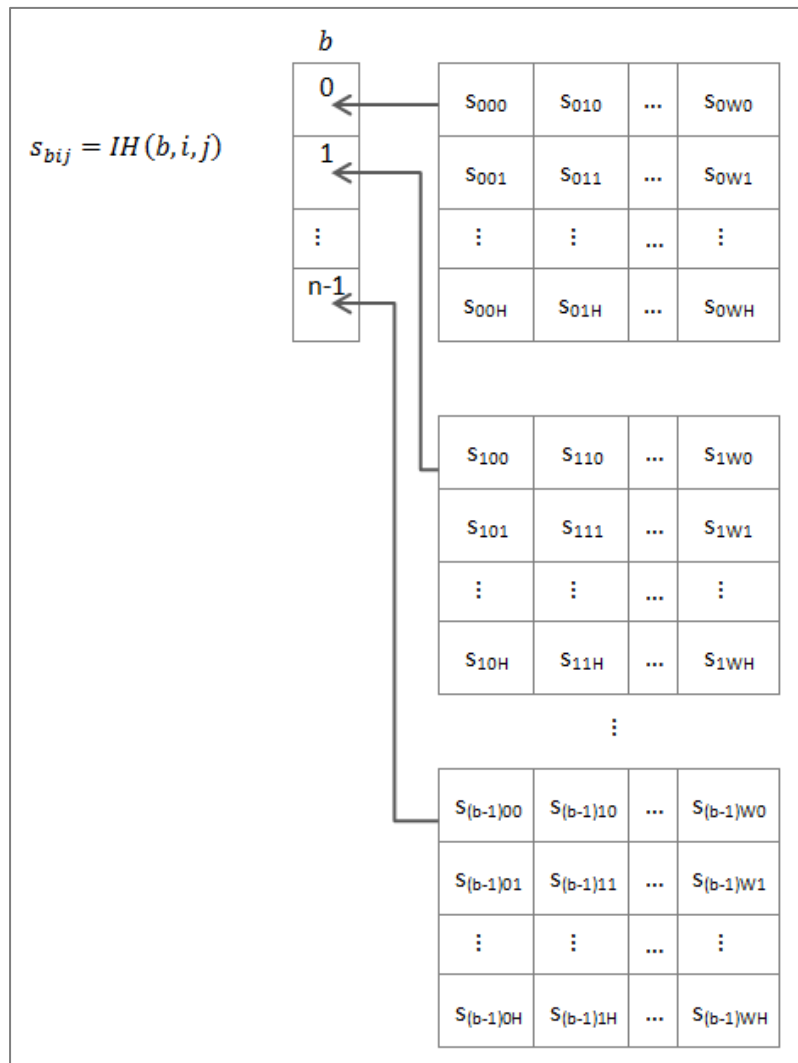 b
0
s₀₀₀ s₀₁₀ ... s₀W₀
s_bij = IH(b,i,j)
1
s₀₀₁ s₀₁₁ ... s₀W₁
⋮
⋮ ⋮ ... ⋮
n-1
s₀₀H s₀₁H ... s₀WH
s₁₀₀ s₁₁₀ ... s₁W₀
s₁₀₁ s₁₁₁ ... s₁W₁
⋮ ⋮ ... ⋮
s₁₀H s₁₁H ... s₁WH
⋮
s(b-1)00 s(b-1)10 ... s(b-1)W0
s(b-1)01 s(b-1)11 ... s(b-1)W1
⋮ ⋮ ... ⋮
s(b-1)0H s(b-1)1H ... s(b-1)WH